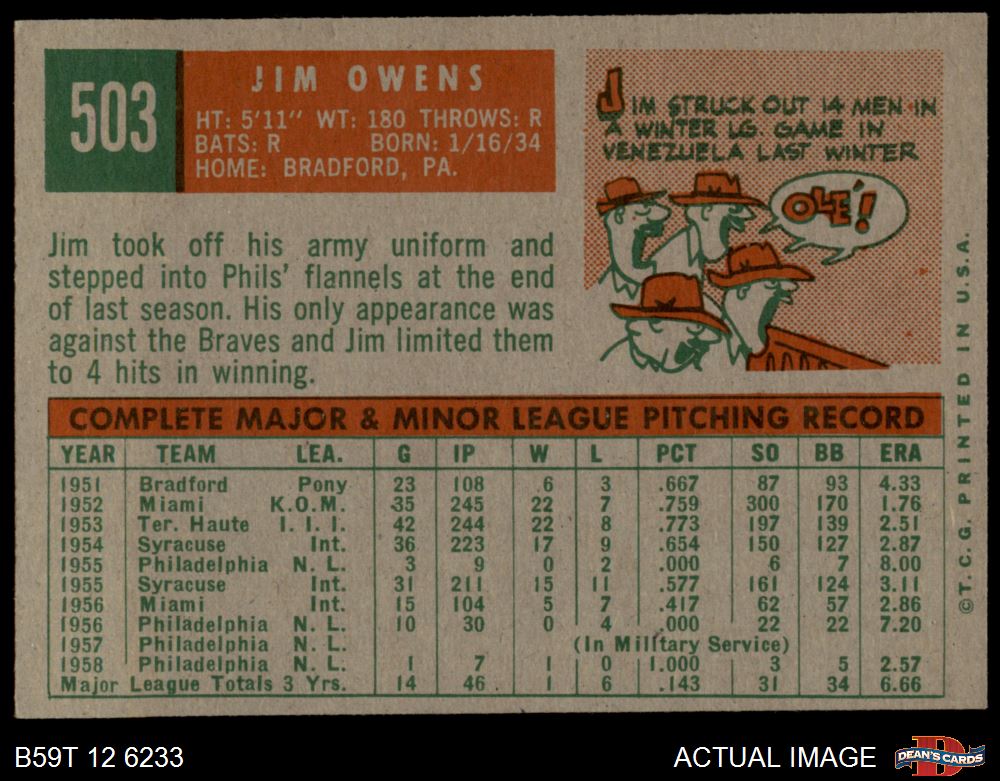 503
JIM OWENS
HT: 5'11" WT: 180 THROWS: R
BATS: R BORN: 1/16/34
HOME: BRADFORD, PA.
JIM STRUCK OUT 14 MEN IN
A WINTER LG. GAME IN
VENEZUELA LAST WINTER
OLÉ!
Jim took off his army uniform and
stepped into Phils' flannels at the end
of last season. His only appearance was
against the Braves and Jim limited them
to 4 hits in winning.
COMPLETE MAJOR & MINOR LEAGUE PITCHING RECORD
YEAR TEAM LEA. G IP W L PCT SO BB ERA
1951 Bradford Pony 23 108 6 3 .667 87 93 4.33
1952 Miami K.O.M. 35 245 22 7 .759 300 170 1.76
1953 Ter. Haute I. I. I. 42 244 22 8 .773 197 139 2.51
1954 Syracuse Int. 36 223 17 9 .654 150 127 2.87
1955 Philadelphia N. L. 3 9 0 2 .000 6 7 8.00
1955 Syracuse Int. 31 211 15 11 .577 161 124 3.11
1956 Miami Int. 15 104 5 7 .417 62 57 2.86
1956 Philadelphia N. L. 10 30 0 4 .000 22 22 7.20
1957 Philadelphia N. L. (In Military Service)
1958 Philadelphia N. L. 1 7 1 0 1.000 3 5 2.57
Major League Totals 3 Yrs. 14 46 1 6 .143 31 34 6.66
©T.C.G. PRINTED IN U.S.A.
B59T 12 6233
ACTUAL IMAGE
D
DEAN'S CARDS